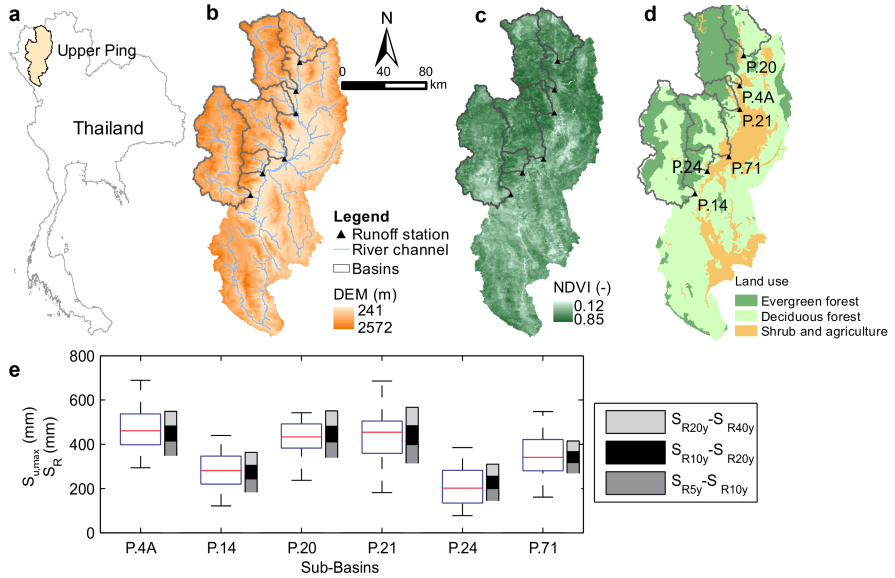 a
Upper Ping
Thailand
b
N
0 40 80
km
Legend
Runoff station
River channel
Basins
DEM (m)
241
2572
c
NDVI (-)
0.12
0.85
d
P.20
P.4A
P.21
P.24
P.71
P.14
Land use
Evergreen forest
Deciduous forest
Shrub and agriculture
e
Su,max (mm)
SR (mm)
800
600
400
200
0
P.4A P.14 P.20 P.21 P.24 P.71
Sub-Basins
SR20y-SR40y
SR10y-SR20y
SR5y-SR10y